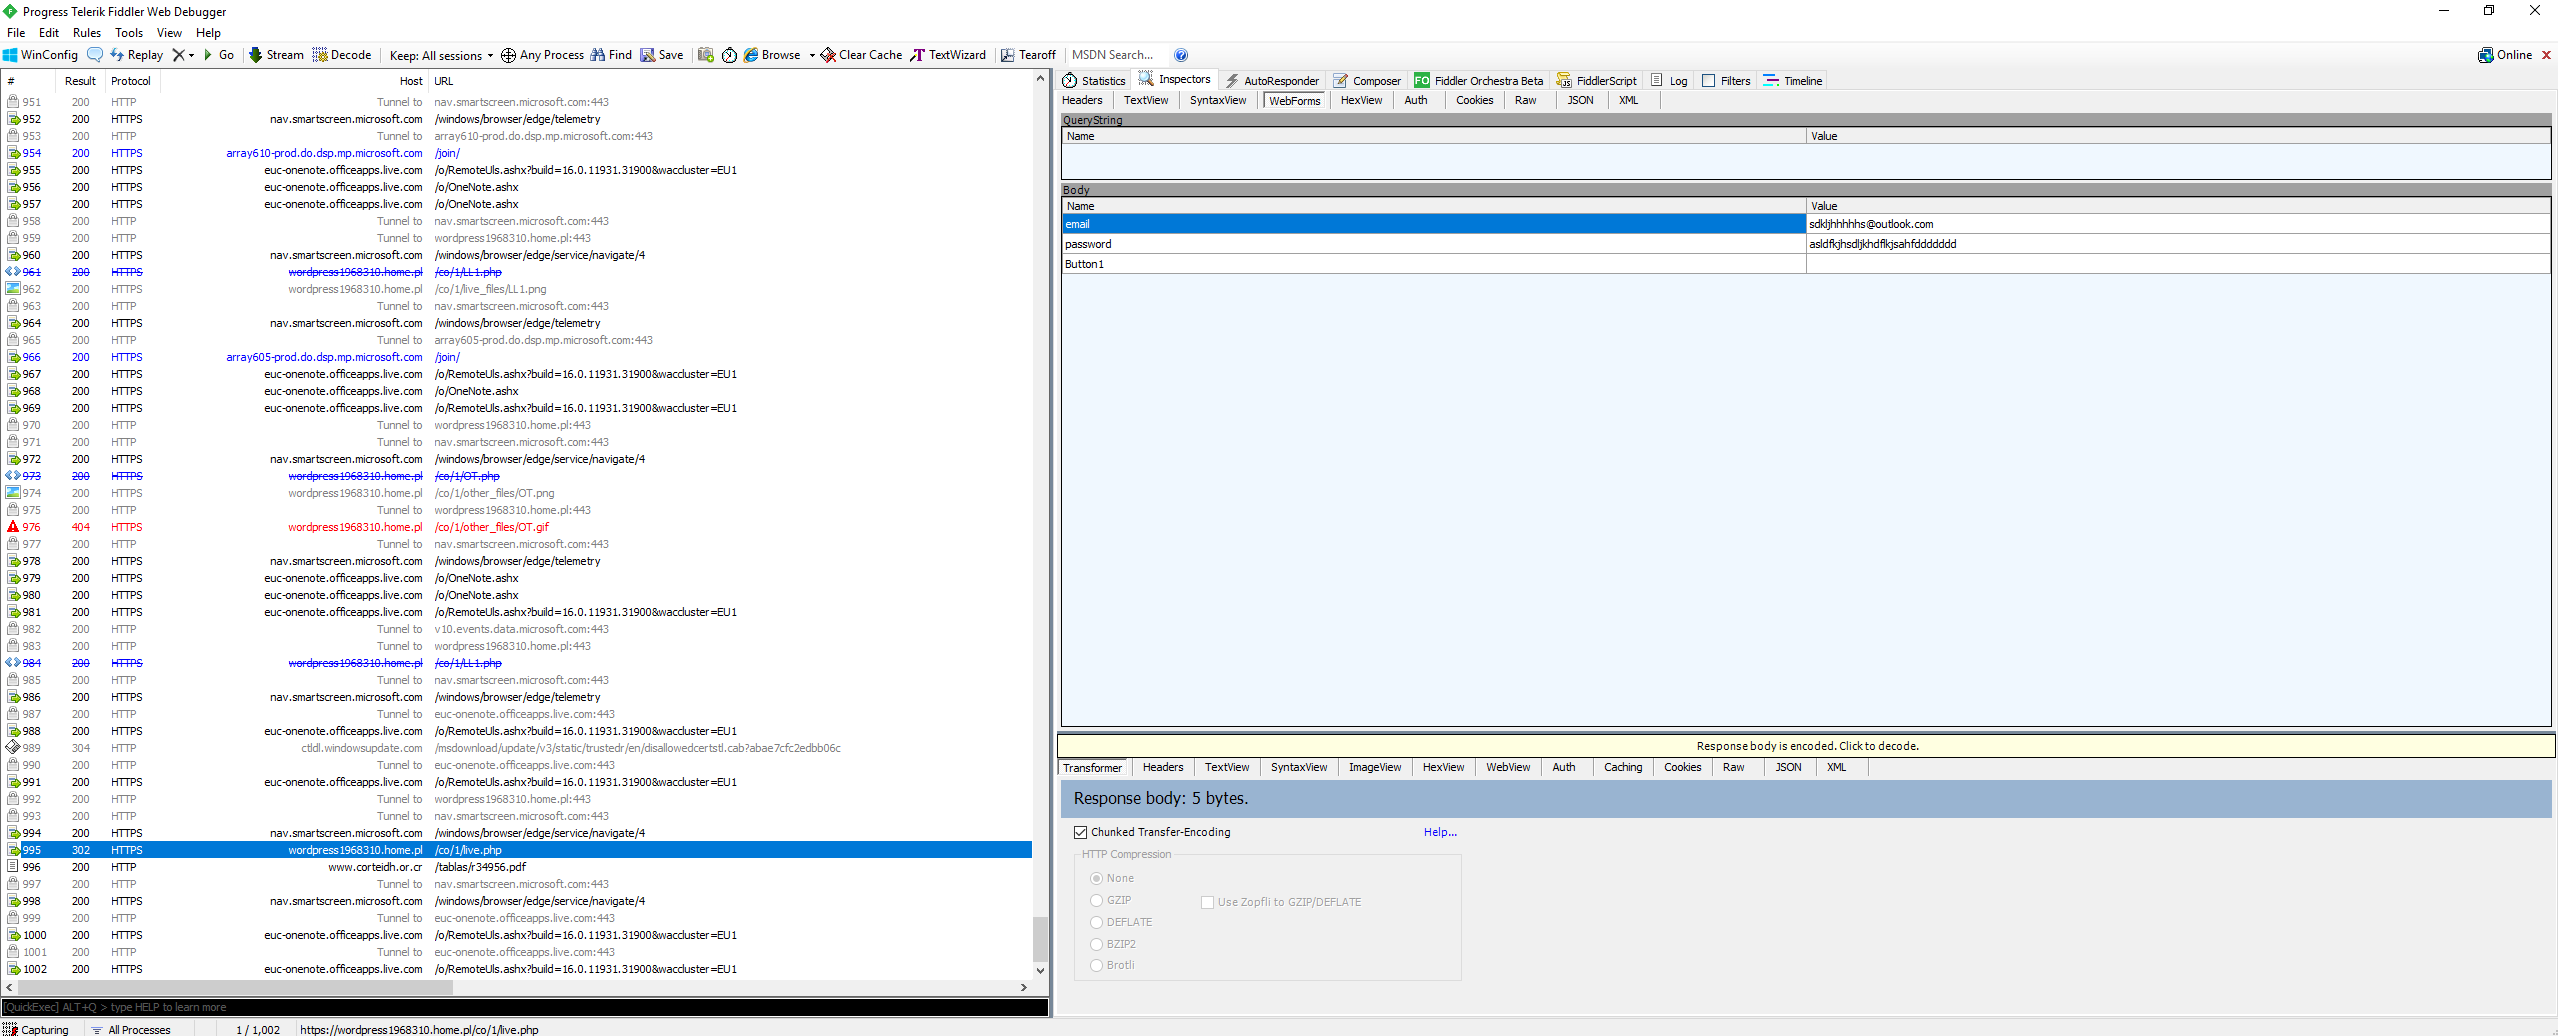 Progress Telerik Fiddler Web Debugger
File Edit Rules Tools View Help
WinConfig Replay Go Stream Decode Keep: All sessions Any Process Find Save Browse Clear Cache TextWizard Tearoff MSDN Search... Online
# Result Protocol Host URL
951 200 HTTP Tunnel to nav.smartscreen.microsoft.com:443
952 200 HTTPS nav.smartscreen.microsoft.com /windows/browser/edge/telemetry
953 200 HTTP Tunnel to array610-prod.do.dsp.mp.microsoft.com:443
954 200 HTTPS array610-prod.do.dsp.mp.microsoft.com /join/
955 200 HTTPS euc-onenote.officeapps.live.com /o/RemoteUls.ashx?build=16.0.11931.31900&waccluster=EU1
956 200 HTTPS euc-onenote.officeapps.live.com /o/OneNote.ashx
957 200 HTTPS euc-onenote.officeapps.live.com /o/OneNote.ashx
958 200 HTTP Tunnel to nav.smartscreen.microsoft.com:443
959 200 HTTP Tunnel to wordpress1968310.home.pl:443
960 200 HTTPS nav.smartscreen.microsoft.com /windows/browser/edge/service/navigate/4
961 200 HTTPS wordpress1968310.home.pl /co/1/LL1.php
962 200 HTTPS wordpress1968310.home.pl /co/1/live_files/LL1.png
963 200 HTTP Tunnel to nav.smartscreen.microsoft.com:443
964 200 HTTPS nav.smartscreen.microsoft.com /windows/browser/edge/telemetry
965 200 HTTP Tunnel to array605-prod.do.dsp.mp.microsoft.com:443
966 200 HTTPS array605-prod.do.dsp.mp.microsoft.com /join/
967 200 HTTPS euc-onenote.officeapps.live.com /o/RemoteUls.ashx?build=16.0.11931.31900&waccluster=EU1
968 200 HTTPS euc-onenote.officeapps.live.com /o/OneNote.ashx
969 200 HTTPS euc-onenote.officeapps.live.com /o/RemoteUls.ashx?build=16.0.11931.31900&waccluster=EU1
970 200 HTTP Tunnel to wordpress1968310.home.pl:443
971 200 HTTP Tunnel to nav.smartscreen.microsoft.com:443
972 200 HTTPS nav.smartscreen.microsoft.com /windows/browser/edge/service/navigate/4
973 200 HTTPS wordpress1968310.home.pl /co/1/OT.php
974 200 HTTPS wordpress1968310.home.pl /co/1/other_files/OT.png
975 200 HTTP Tunnel to wordpress1968310.home.pl:443
976 404 HTTPS wordpress1968310.home.pl /co/1/other_files/OT.gif
977 200 HTTP Tunnel to nav.smartscreen.microsoft.com:443
978 200 HTTPS nav.smartscreen.microsoft.com /windows/browser/edge/telemetry
979 200 HTTPS euc-onenote.officeapps.live.com /o/OneNote.ashx
980 200 HTTPS euc-onenote.officeapps.live.com /o/OneNote.ashx
981 200 HTTPS euc-onenote.officeapps.live.com /o/RemoteUls.ashx?build=16.0.11931.31900&waccluster=EU1
982 200 HTTP Tunnel to v10.events.data.microsoft.com:443
983 200 HTTP Tunnel to wordpress1968310.home.pl:443
984 200 HTTPS wordpress1968310.home.pl /co/1/LL1.php
985 200 HTTP Tunnel to nav.smartscreen.microsoft.com:443
986 200 HTTPS nav.smartscreen.microsoft.com /windows/browser/edge/telemetry
987 200 HTTP Tunnel to euc-onenote.officeapps.live.com:443
988 200 HTTPS euc-onenote.officeapps.live.com /o/RemoteUls.ashx?build=16.0.11931.31900&waccluster=EU1
989 304 HTTP ctldl.windowsupdate.com /msdownload/update/v3/static/trustedr/en/disallowedcertstl.cab?abae7cfc2edbb06c
990 200 HTTP Tunnel to euc-onenote.officeapps.live.com:443
991 200 HTTPS euc-onenote.officeapps.live.com /o/RemoteUls.ashx?build=16.0.11931.31900&waccluster=EU1
992 200 HTTP Tunnel to wordpress1968310.home.pl:443
993 200 HTTP Tunnel to nav.smartscreen.microsoft.com:443
994 200 HTTPS nav.smartscreen.microsoft.com /windows/browser/edge/service/navigate/4
995 302 HTTPS wordpress1968310.home.pl /co/1/live.php
996 200 HTTP www.corteidh.or.cr /tablas/r34956.pdf
997 200 HTTP Tunnel to nav.smartscreen.microsoft.com:443
998 200 HTTPS nav.smartscreen.microsoft.com /windows/browser/edge/service/navigate/4
999 200 HTTP Tunnel to euc-onenote.officeapps.live.com:443
1000 200 HTTPS euc-onenote.officeapps.live.com /o/RemoteUls.ashx?build=16.0.11931.31900&waccluster=EU1
1001 200 HTTP Tunnel to euc-onenote.officeapps.live.com:443
1002 200 HTTPS euc-onenote.officeapps.live.com /o/RemoteUls.ashx?build=16.0.11931.31900&waccluster=EU1
[QuickExec] ALT+Q > type HELP to learn more
Capturing All Processes 1 / 1,002 https://wordpress1968310.home.pl/co/1/live.php
Statistics Inspectors AutoResponder Composer FO Fiddler Orchestra Beta FiddlerScript Log Filters Timeline
Headers TextView SyntaxView WebForms HexView Auth Cookies Raw JSON XML
QueryString
Name Value
Body
Name Value
email sdkljhhhhhs@outlook.com
password asldfkjhsdljkhdflkjsahfddddddd
Button1
Response body is encoded. Click to decode.
Transformer Headers TextView SyntaxView ImageView HexView WebView Auth Caching Cookies Raw JSON XML
Response body: 5 bytes.
Chunked Transfer-Encoding Help...
HTTP Compression
None
GZIP Use Zopfli to GZIP/DEFLATE
DEFLATE
BZIP2
Brotli